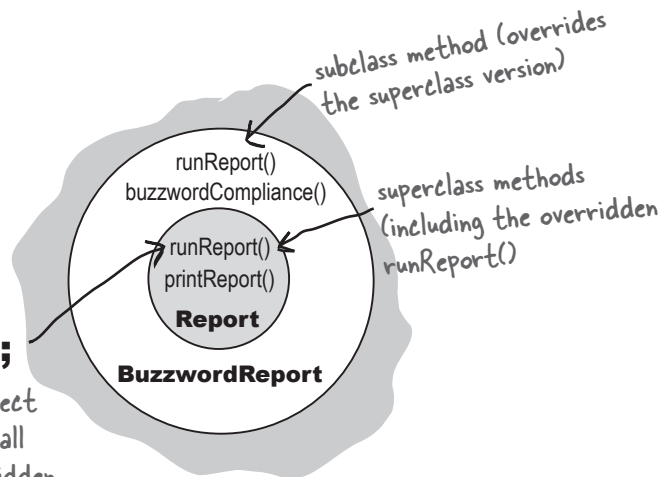 subclass method (overrides
the superclass version)
runReport()
buzzwordCompliance()
superclass methods
(including the overridden
runReport()
runReport()
printReport()
Report
BuzzwordReport
;